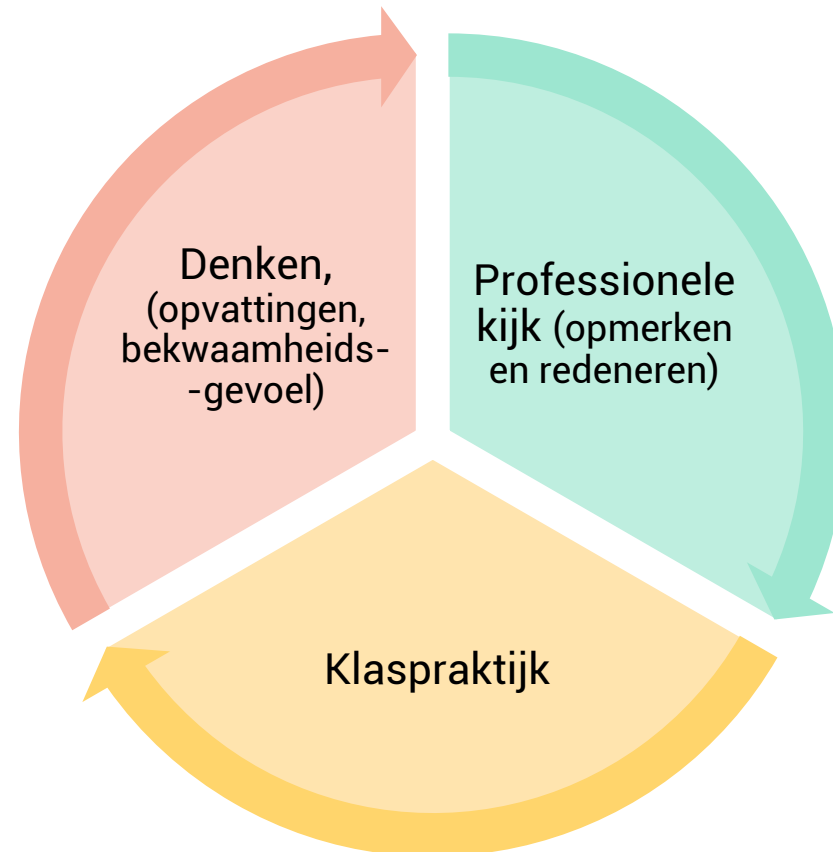 Denken,
(opvattingen,
bekwaamheids-
-gevoel)
Professionele
kijk (opmerken
en redeneren)
Klaspraktijk